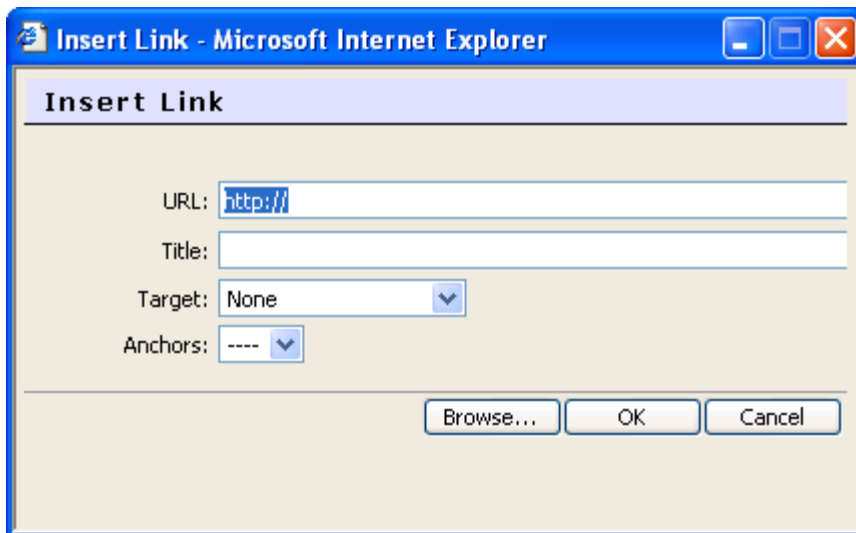 Insert Link - Microsoft Internet Explorer
Insert Link
URL: http://
Title:
Target: None
Anchors: ----
Browse... OK Cancel